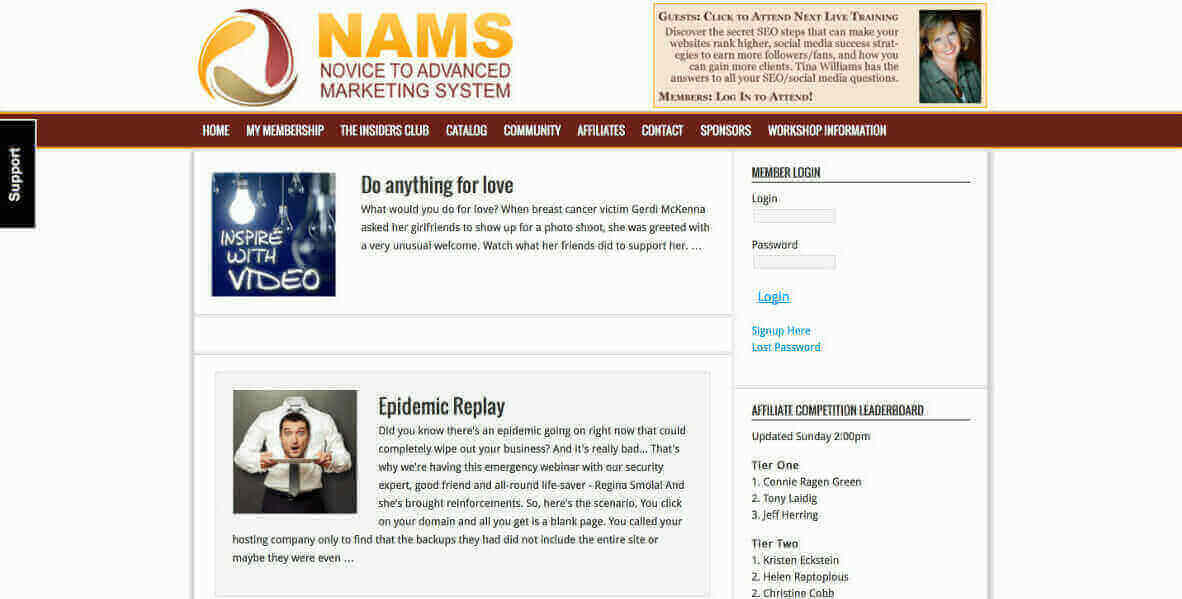 NAMS
NOVICE TO ADVANCED
MARKETING SYSTEM
GUESTS: CLICK TO ATTEND NEXT LIVE TRAINING
Discover the secret SEO steps that can make your
websites rank higher, social media success strat-
egies to earn more followers/fans, and how you
can gain more clients. Tina Williams has the
answers to all your SEO/social media questions.
MEMBERS: LOG IN TO ATTEND!
HOME MY MEMBERSHIP THE INSIDERS CLUB CATALOG COMMUNITY AFFILIATES CONTACT SPONSORS WORKSHOP INFORMATION
Support
INSPIRE
WITH
VIDEO
Do anything for love
What would you do for love? When breast cancer victim Gerdi McKenna
asked her girlfriends to show up for a photo shoot, she was greeted with
a very unusual welcome. Watch what her friends did to support her. ...
Epidemic Replay
Did you know there's an epidemic going on right now that could
completely wipe out your business? And it's really bad... That's
why we're having this emergency webinar with our security
expert, good friend and all-round life-saver - Regina Smola! And
she's brought reinforcements. So, here's the scenario. You click
on your domain and all you get is a blank page. You called your
hosting company only to find that the backups they had did not include the entire site or
maybe they were even ...
MEMBER LOGIN
Login
Password
Login
Signup Here
Lost Password
AFFILIATE COMPETITION LEADERBOARD
Updated Sunday 2:00pm
Tier One
1. Connie Ragen Green
2. Tony Laidig
3. Jeff Herring
Tier Two
1. Kristen Eckstein
2. Helen Raptoplous
2. Christine Cobb